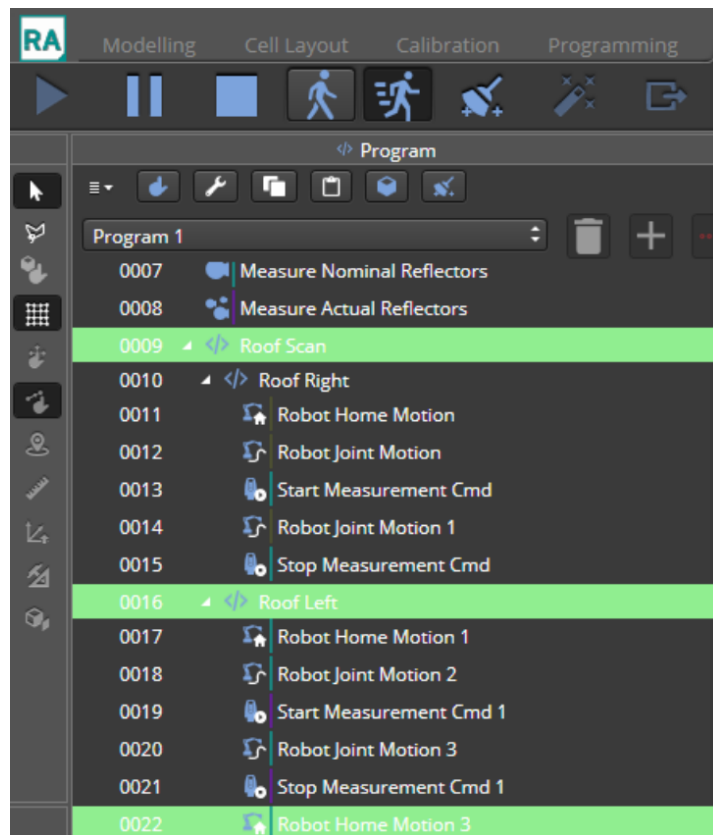 RA Modelling Cell Layout Calibration Programming
</> Program
Program 1
0007 Measure Nominal Reflectors
0008 Measure Actual Reflectors
0009 </> Roof Scan
0010 </> Roof Right
0011 Robot Home Motion
0012 Robot Joint Motion
0013 Start Measurement Cmd
0014 Robot Joint Motion 1
0015 Stop Measurement Cmd
0016 </> Roof Left
0017 Robot Home Motion 1
0018 Robot Joint Motion 2
0019 Start Measurement Cmd 1
0020 Robot Joint Motion 3
0021 Stop Measurement Cmd 1
0022 Robot Home Motion 3